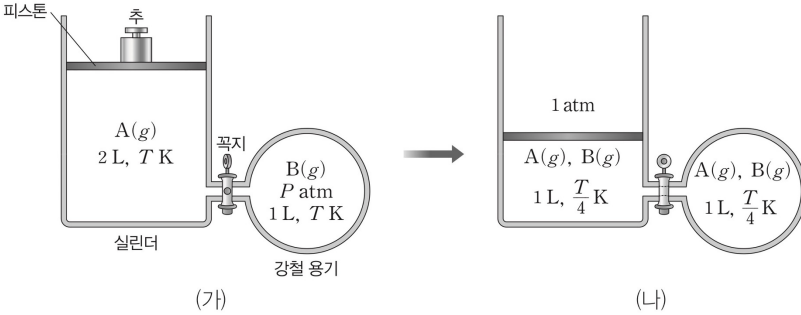 피스톤
추
A(g)
2 L, T K
꼭지
B(g)
P atm
1 L, T K
실린더
강철 용기
(가)
1 atm
A(g), B(g)
1 L, T/4 K
A(g), B(g)
1 L, T/4 K
(나)